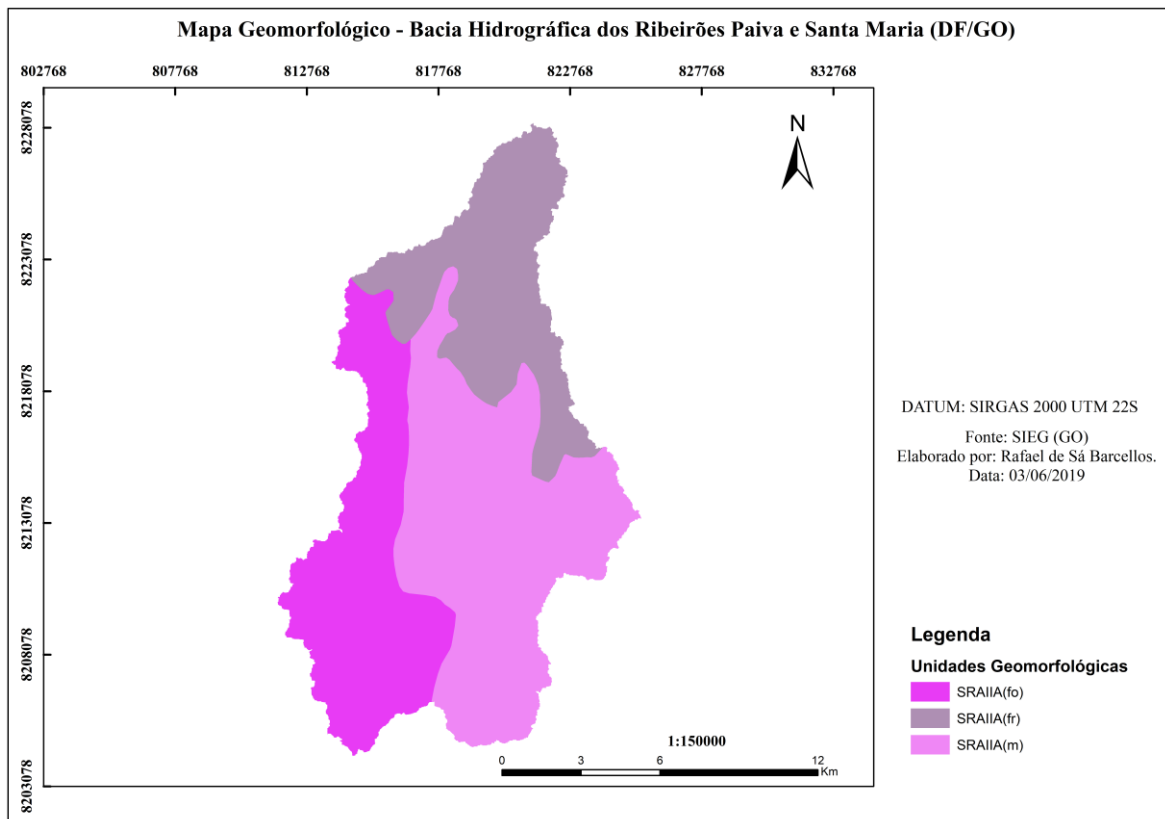 Mapa Geomorfológico - Bacia Hidrográfica dos Ribeirões Paiva e Santa Maria (DF/GO)
802768 807768 812768 817768 822768 827768 832768
8228078
8223078
8218078
8213078
8208078
8203078
N
DATUM: SIRGAS 2000 UTM 22S
Fonte: SIEG (GO)
Elaborado por: Rafael de Sá Barcellos.
Data: 03/06/2019
Legenda
Unidades Geomorfológicas
SRAIIA(fo)
SRAIIA(fr)
SRAIIA(m)
1:150000
0 3 6 12
Km